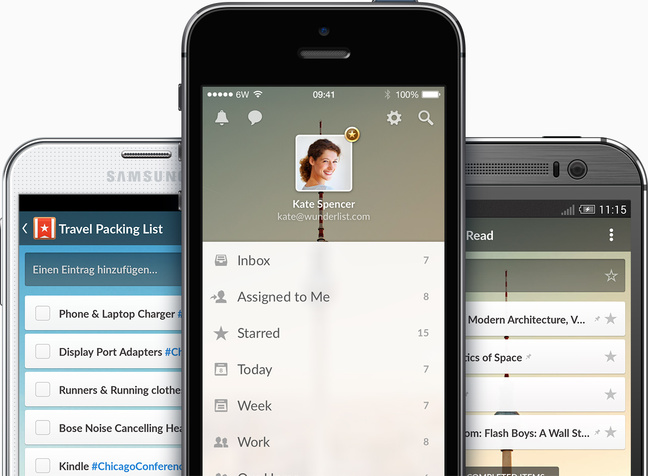 SAMSUNG
Travel Packing List
Einen Eintrag hinzufügen...
Phone & Laptop Charger #
Display Port Adapters #Ch
Runners & Running clothe
Bose Noise Cancelling Hea
Kindle #ChicagoConferenc
6W
09:41
100%
Kate Spencer
kate@wunderlist.com
Inbox 7
Assigned to Me 8
Starred 15
Today 7
Week 7
Work 8
11:15
Read
Modern Architecture, V...
tics of Space
om: Flash Boys: A Wall St...
COMPLETED ITEMS